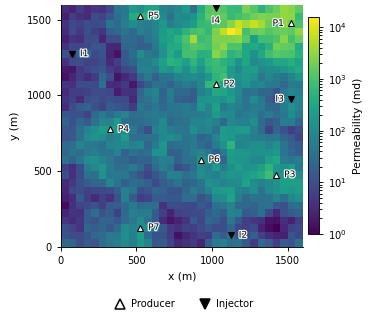 1500
1000
500
0
y (m)
P5
I4
P1
I1
P2
I3
P4
P6
P3
P7
I2
0
500
1000
1500
x (m)
10⁴
10³
10²
10¹
10⁰
Permeability (md)
Producer
Injector